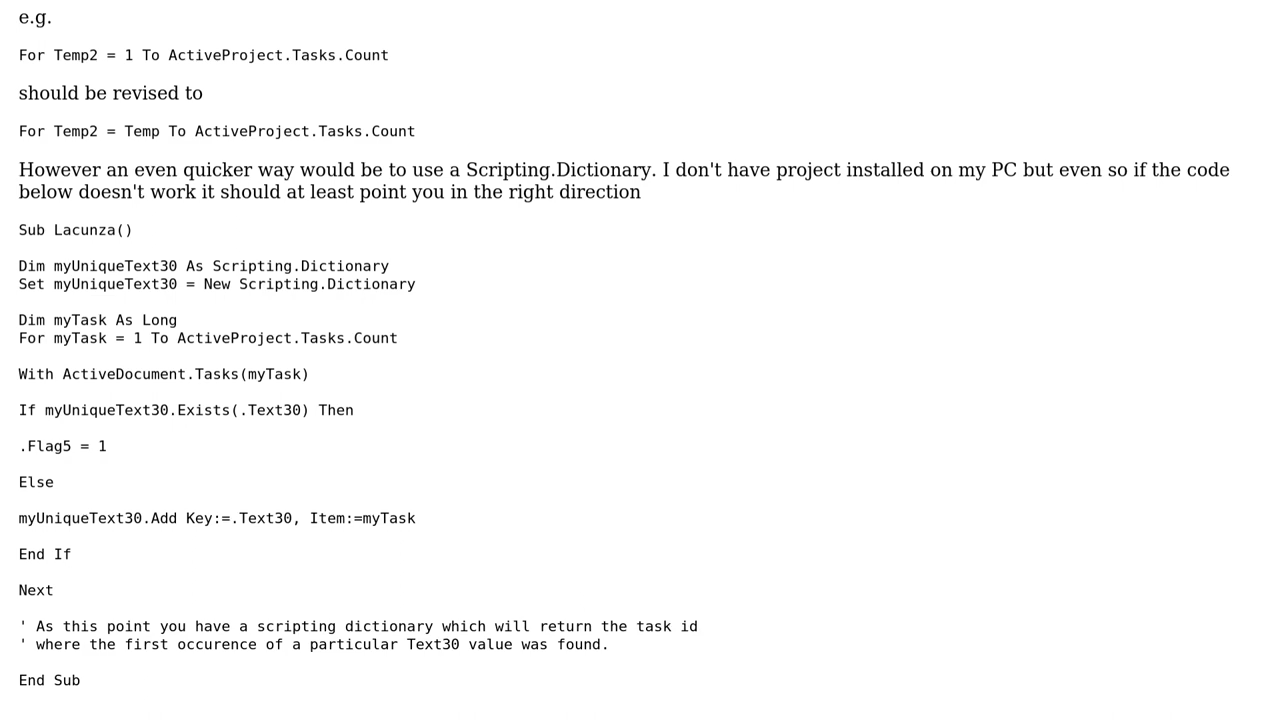 e.g.
For Temp2 = 1 To ActiveProject.Tasks.Count
should be revised to
For Temp2 = Temp To ActiveProject.Tasks.Count
However an even quicker way would be to use a Scripting.Dictionary. I don't have project installed on my PC but even so if the code
below doesn't work it should at least point you in the right direction
Sub Lacunza()
Dim myUniqueText30 As Scripting.Dictionary
Set myUniqueText30 = New Scripting.Dictionary
Dim myTask As Long
For myTask = 1 To ActiveProject.Tasks.Count
With ActiveDocument.Tasks(myTask)
If myUniqueText30.Exists(.Text30) Then
.Flag5 = 1
Else
myUniqueText30.Add Key:=.Text30, Item:=myTask
End If
Next
' As this point you have a scripting dictionary which will return the task id
' where the first occurence of a particular Text30 value was found.
End Sub